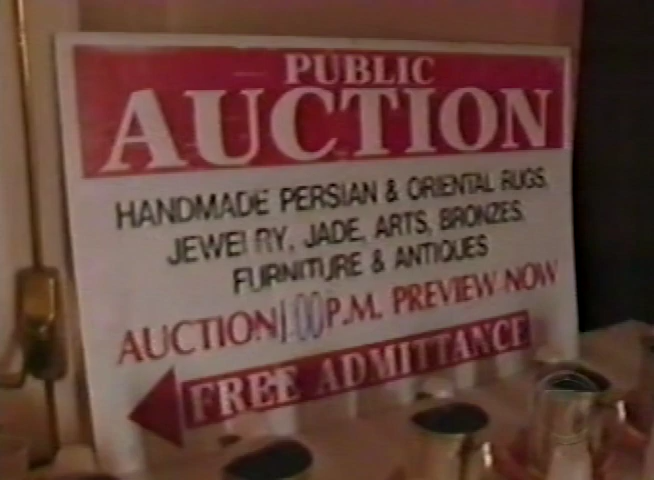 PUBLIC
AUCTION
HANDMADE PERSIAN & ORIENTAL RUGS,
JEWELRY, JADE, ARTS, BRONZES,
FURNITURE & ANTIQUES
AUCTION 1:00 P.M. PREVIEW NOW
FREE ADMITTANCE